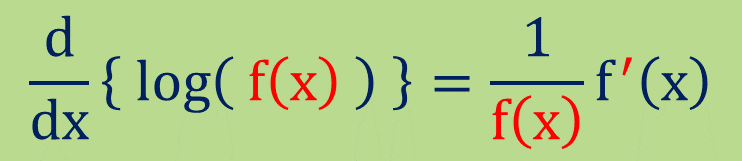 d/dx { log( f(x) ) } = 1/f(x) f′(x)